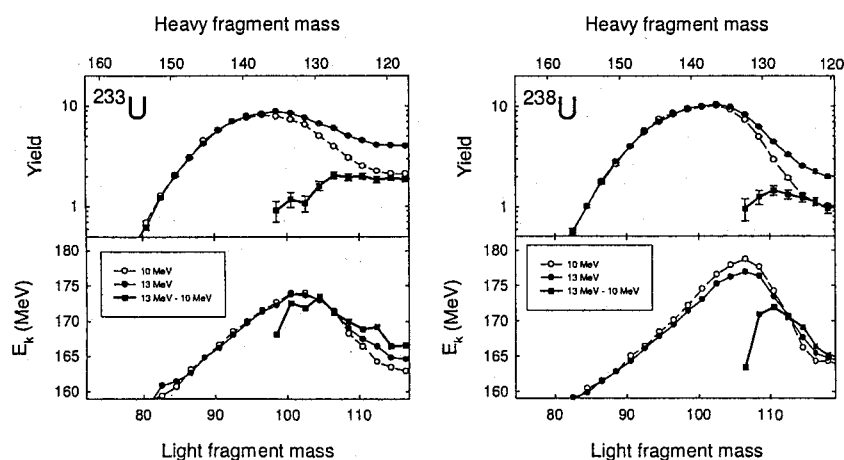 Heavy fragment mass
160 150 140 130 120
233U
10
1
Yield
180
175
170
165
160
Ek (MeV)
10 MeV
13 MeV
13 MeV - 10 MeV
80 90 100 110
Light fragment mass
Heavy fragment mass
160 150 140 130 120
238U
10
1
Yield
180
175
170
165
160
Ek (MeV)
10 MeV
13 MeV
13 MeV - 10 MeV
80 90 100 110
Light fragment mass